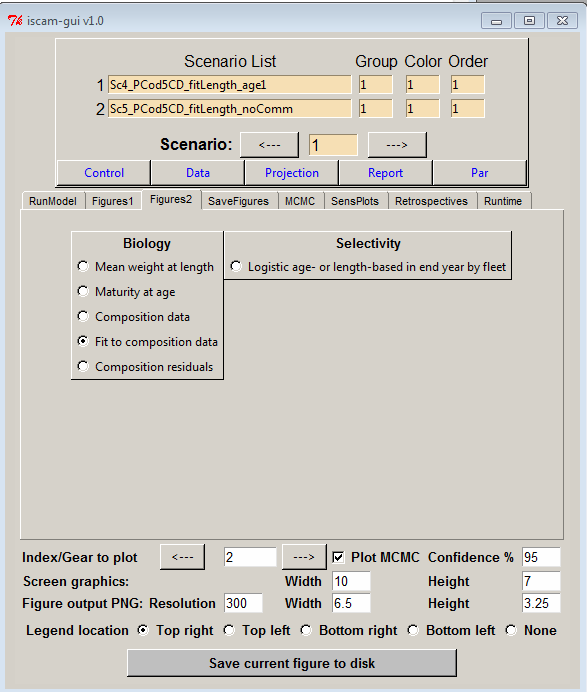 iscam-gui v1.0
Scenario List Group Color Order
1 Sc4_PCod5CD_fitLength_age1 1 1 1
2 Sc5_PCod5CD_fitLength_noComm 1 1 1
Scenario: <--- 1 --->
Control Data Projection Report Par
RunModel Figures1 Figures2 SaveFigures MCMC SensPlots Retrospectives Runtime
Biology Selectivity
Mean weight at length Logistic age- or length-based in end year by fleet
Maturity at age
Composition data
Fit to composition data
Composition residuals
Index/Gear to plot <--- 2 ---> Plot MCMC Confidence % 95
Screen graphics: Width 10 Height 7
Figure output PNG: Resolution 300 Width 6.5 Height 3.25
Legend location Top right Top left Bottom right Bottom left None
Save current figure to disk